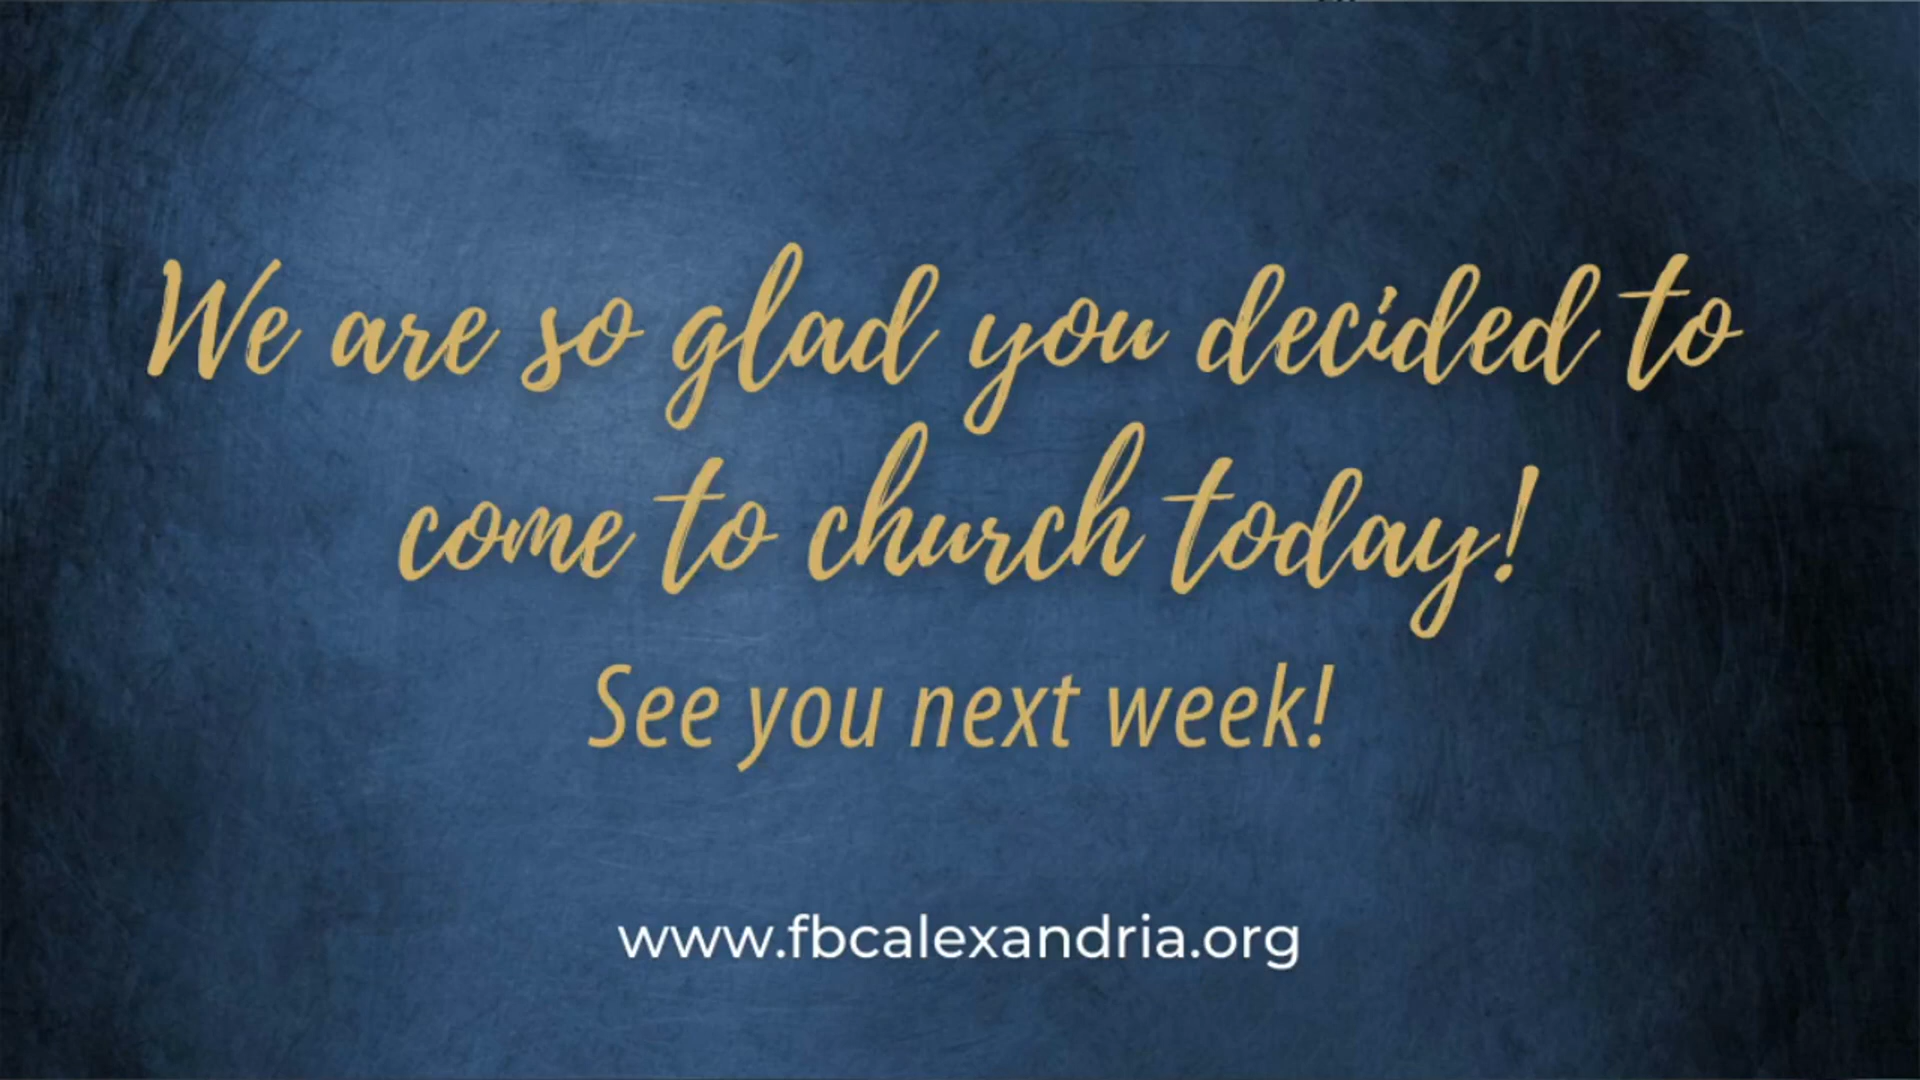 We are so glad you decided to
come to church today!
See you next week!
www.fbcalexandria.org